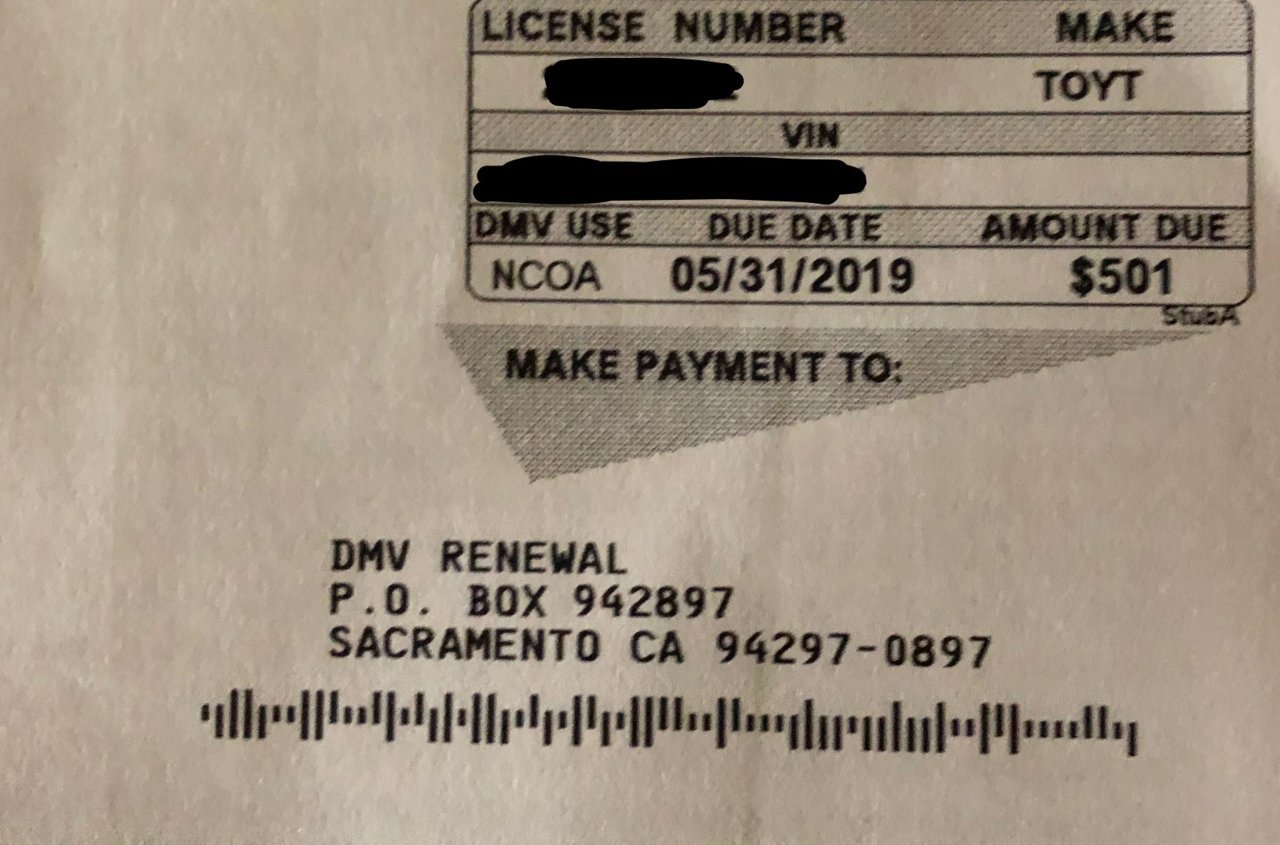 LICENSE NUMBER MAKE
TOYT
VIN
DMV USE DUE DATE AMOUNT DUE
NCOA 05/31/2019 $501
StubA
MAKE PAYMENT TO:
DMV RENEWAL
P.O. BOX 942897
SACRAMENTO CA 94297-0897